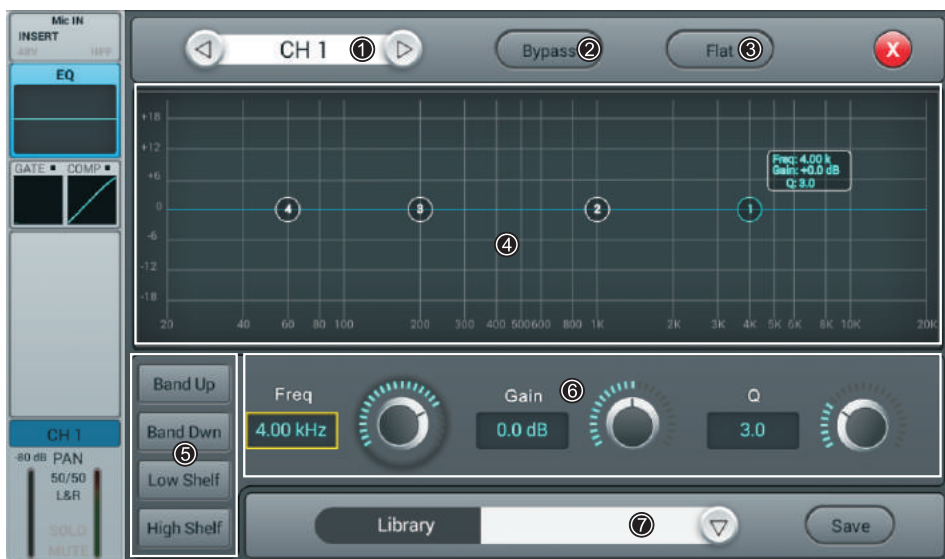 Mic IN
INSERT
48V HPF
EQ
GATE COMP
CH 1
-80 dB PAN
50/50
L&R
SOLO
MUTE
CH 1 ①
Bypass ②
Flat ③
X
+18
+12
+6
0
-6
-12
-18
Freq: 4.00 k
Gain: +0.0 dB
Q: 3.0
4 3 2 1
④
20 40 60 80 100 200 300 400 500 600 800 1K 2K 3K 4K 5K 6K 8K 10K 20K
Band Up
Band Dwn
⑤
Low Shelf
High Shelf
Freq
4.00 kHz
Gain ⑥
0.0 dB
Q
3.0
Library ⑦
Save